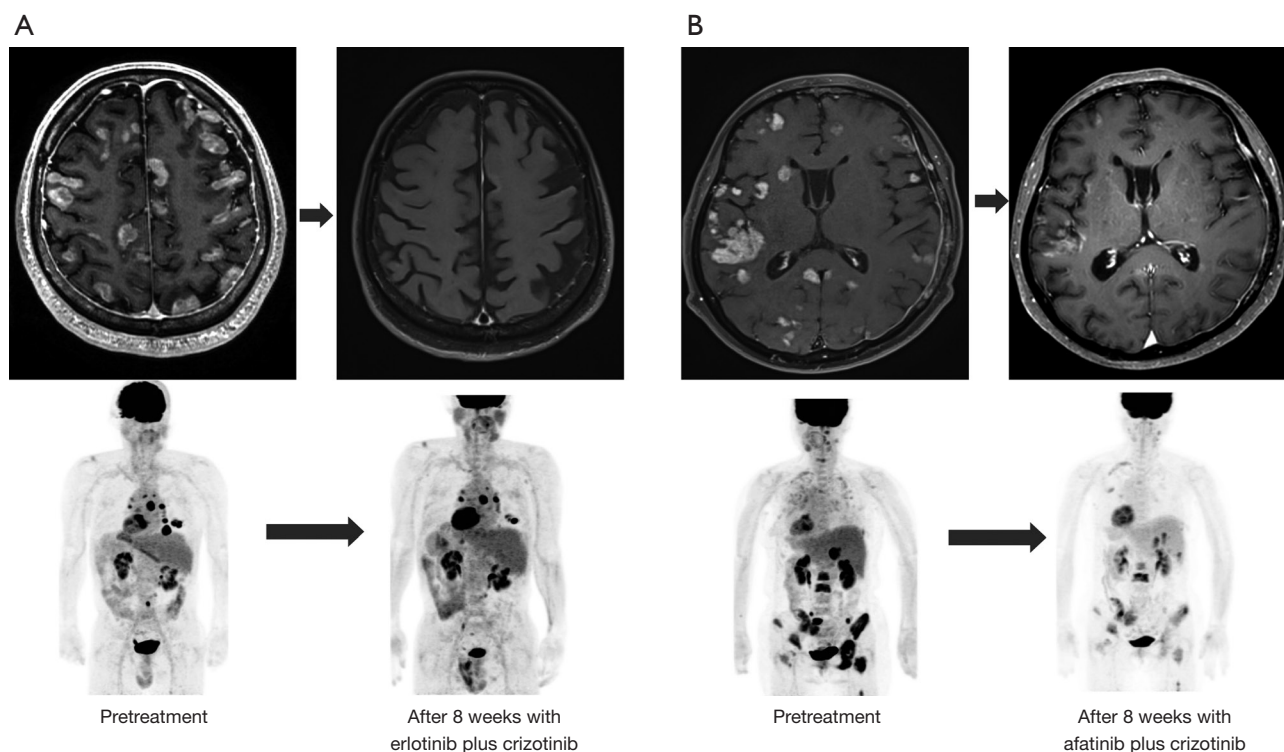 A
B
Pretreatment
After 8 weeks with
erlotinib plus crizotinib
Pretreatment
After 8 weeks with
afatinib plus crizotinib